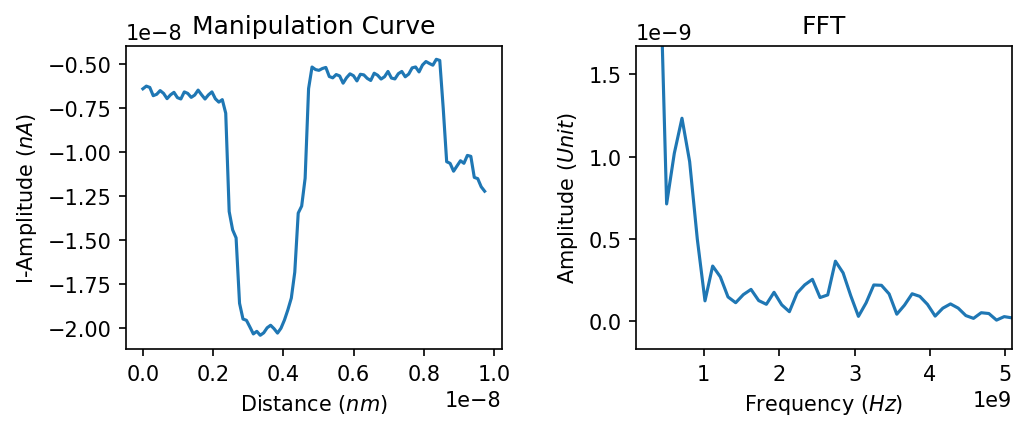 Manipulation Curve
1e−8
I-Amplitude (nA)
−0.50
−0.75
−1.00
−1.25
−1.50
−1.75
−2.00
0.0 0.2 0.4 0.6 0.8 1.0
1e−8
Distance (nm)
FFT
1e−9
Amplitude (Unit)
1.5
1.0
0.5
0.0
1 2 3 4 5
1e9
Frequency (Hz)